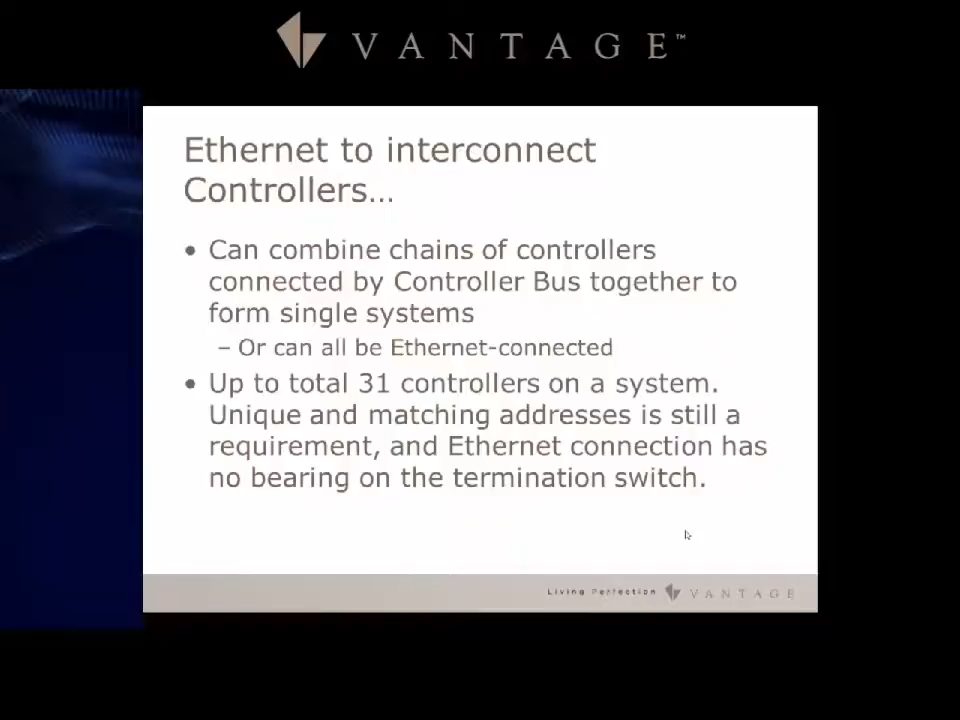 VANTAGE™
Ethernet to interconnect
Controllers…
• Can combine chains of controllers
connected by Controller Bus together to
form single systems
– Or can all be Ethernet-connected
• Up to total 31 controllers on a system.
Unique and matching addresses is still a
requirement, and Ethernet connection has
no bearing on the termination switch.
Living Perfection VANTAGE